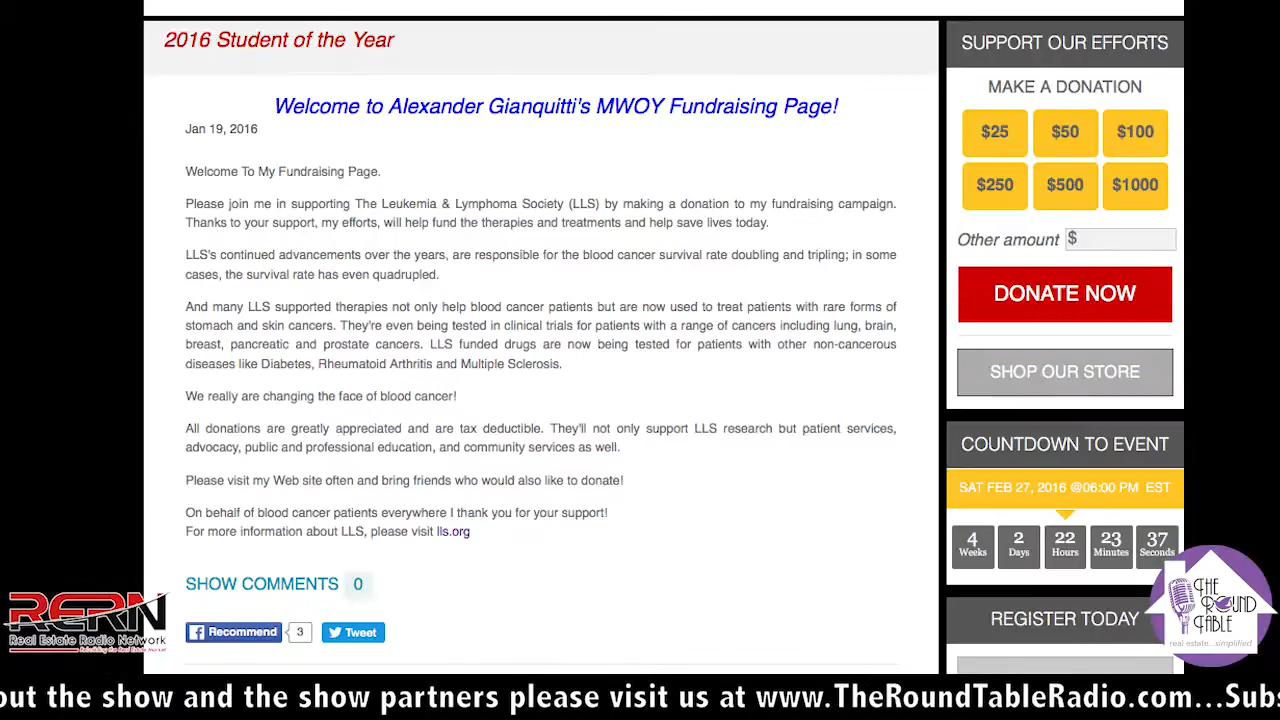 2016 Student of the Year
Welcome to Alexander Gianquitti's MWOY Fundraising Page!
Jan 19, 2016
Welcome To My Fundraising Page.
Please join me in supporting The Leukemia & Lymphoma Society (LLS) by making a donation to my fundraising campaign.
Thanks to your support, my efforts, will help fund the therapies and treatments and help save lives today.
LLS's continued advancements over the years, are responsible for the blood cancer survival rate doubling and tripling; in some
cases, the survival rate has even quadrupled.
And many LLS supported therapies not only help blood cancer patients but are now used to treat patients with rare forms of
stomach and skin cancers. They're even being tested in clinical trials for patients with a range of cancers including lung, brain,
breast, pancreatic and prostate cancers. LLS funded drugs are now being tested for patients with other non-cancerous
diseases like Diabetes, Rheumatoid Arthritis and Multiple Sclerosis.
We really are changing the face of blood cancer!
All donations are greatly appreciated and are tax deductible. They'll not only support LLS research but patient services,
advocacy, public and professional education, and community services as well.
Please visit my Web site often and bring friends who would also like to donate!
On behalf of blood cancer patients everywhere I thank you for your support!
For more information about LLS, please visit lls.org
SHOW COMMENTS 0
Recommend 3 Tweet
SUPPORT OUR EFFORTS
MAKE A DONATION
$25 $50 $100
$250 $500 $1000
Other amount $
DONATE NOW
SHOP OUR STORE
COUNTDOWN TO EVENT
SAT FEB 27, 2016 @06:00 PM EST
4 2 22 23 37
Weeks Days Hours Minutes Seconds
REGISTER TODAY
RERN
Real Estate Radio Network
Rebuilding the Real Estate Market
THE
ROUND
TABLE
real estate...simplified
out the show and the show partners please visit us at www.TheRoundTableRadio.com...Subs